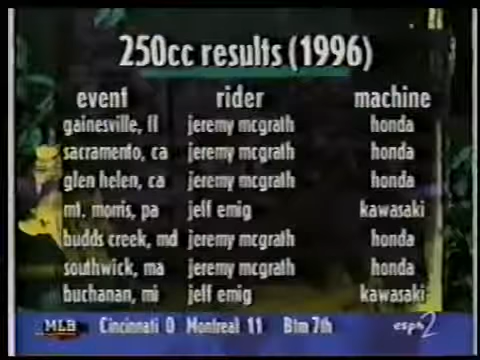 250cc results (1996)
event rider machine
gainesville, fl jeremy mcgrath honda
sacramento, ca jeremy mcgrath honda
glen helen, ca jeremy mcgrath honda
mt. morris, pa jeff emig kawasaki
budds creek, md jeremy mcgrath honda
southwick, ma jeremy mcgrath honda
buchanan, mi jeff emig kawasaki
MLB Cincinnati 0 Montreal 11 Btm 7th espn2